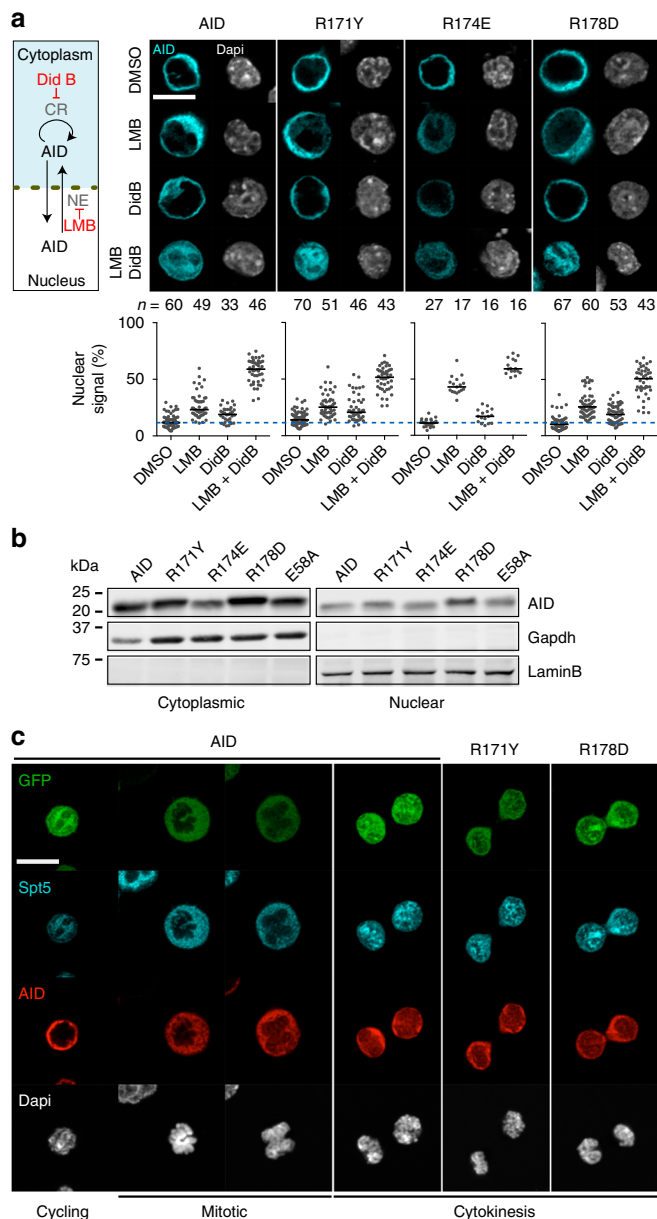 a
AID R171Y R174E R178D
Cytoplasm
Did B
CR
AID
NE
LMB
AID
Nucleus
AID Dapi
DMSO
LMB
DidB
LMB DidB
n = 60 49 33 46 70 51 46 43 27 17 16 16 67 60 53 43
Nuclear signal (%)
100
50
0
DMSO LMB DidB LMB + DidB DMSO LMB DidB LMB + DidB DMSO LMB DidB LMB + DidB DMSO LMB DidB LMB + DidB
b
kDa AID R171Y R174E R178D E58A AID R171Y R174E R178D E58A
25
20 AID
37 Gapdh
75 LaminB
Cytoplasmic Nuclear
c
AID R171Y R178D
GFP
Spt5
AID
Dapi
Cycling Mitotic Cytokinesis